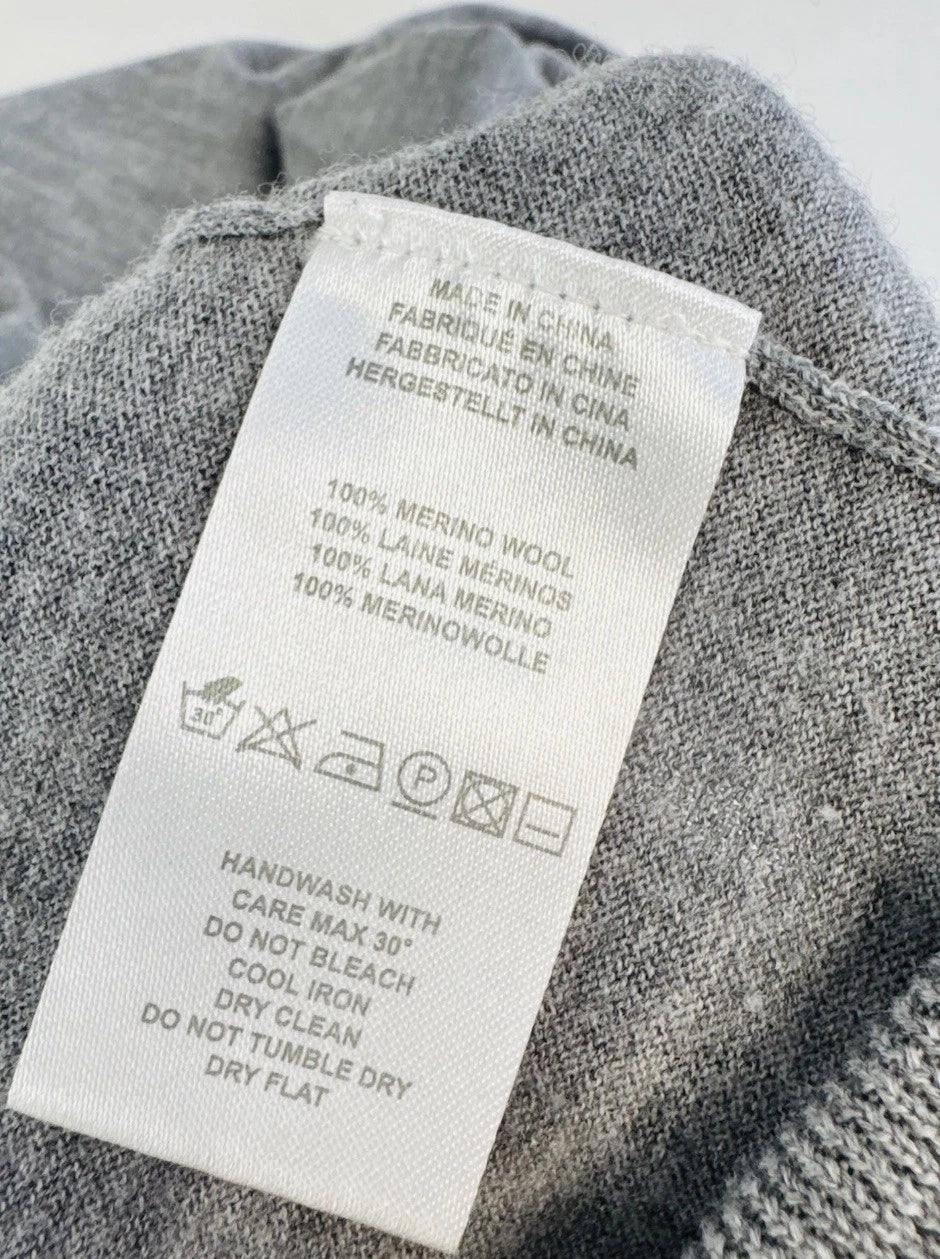 MADE IN CHINA
FABRIQUÉ EN CHINE
FABBRICATO IN CINA
HERGESTELLT IN CHINA
100% MERINO WOOL
100% LAINE MÉRINOS
100% LANA MERINO
100% MERINOWOLLE
30°
P
HANDWASH WITH
CARE MAX 30°
DO NOT BLEACH
COOL IRON
DRY CLEAN
DO NOT TUMBLE DRY
DRY FLAT